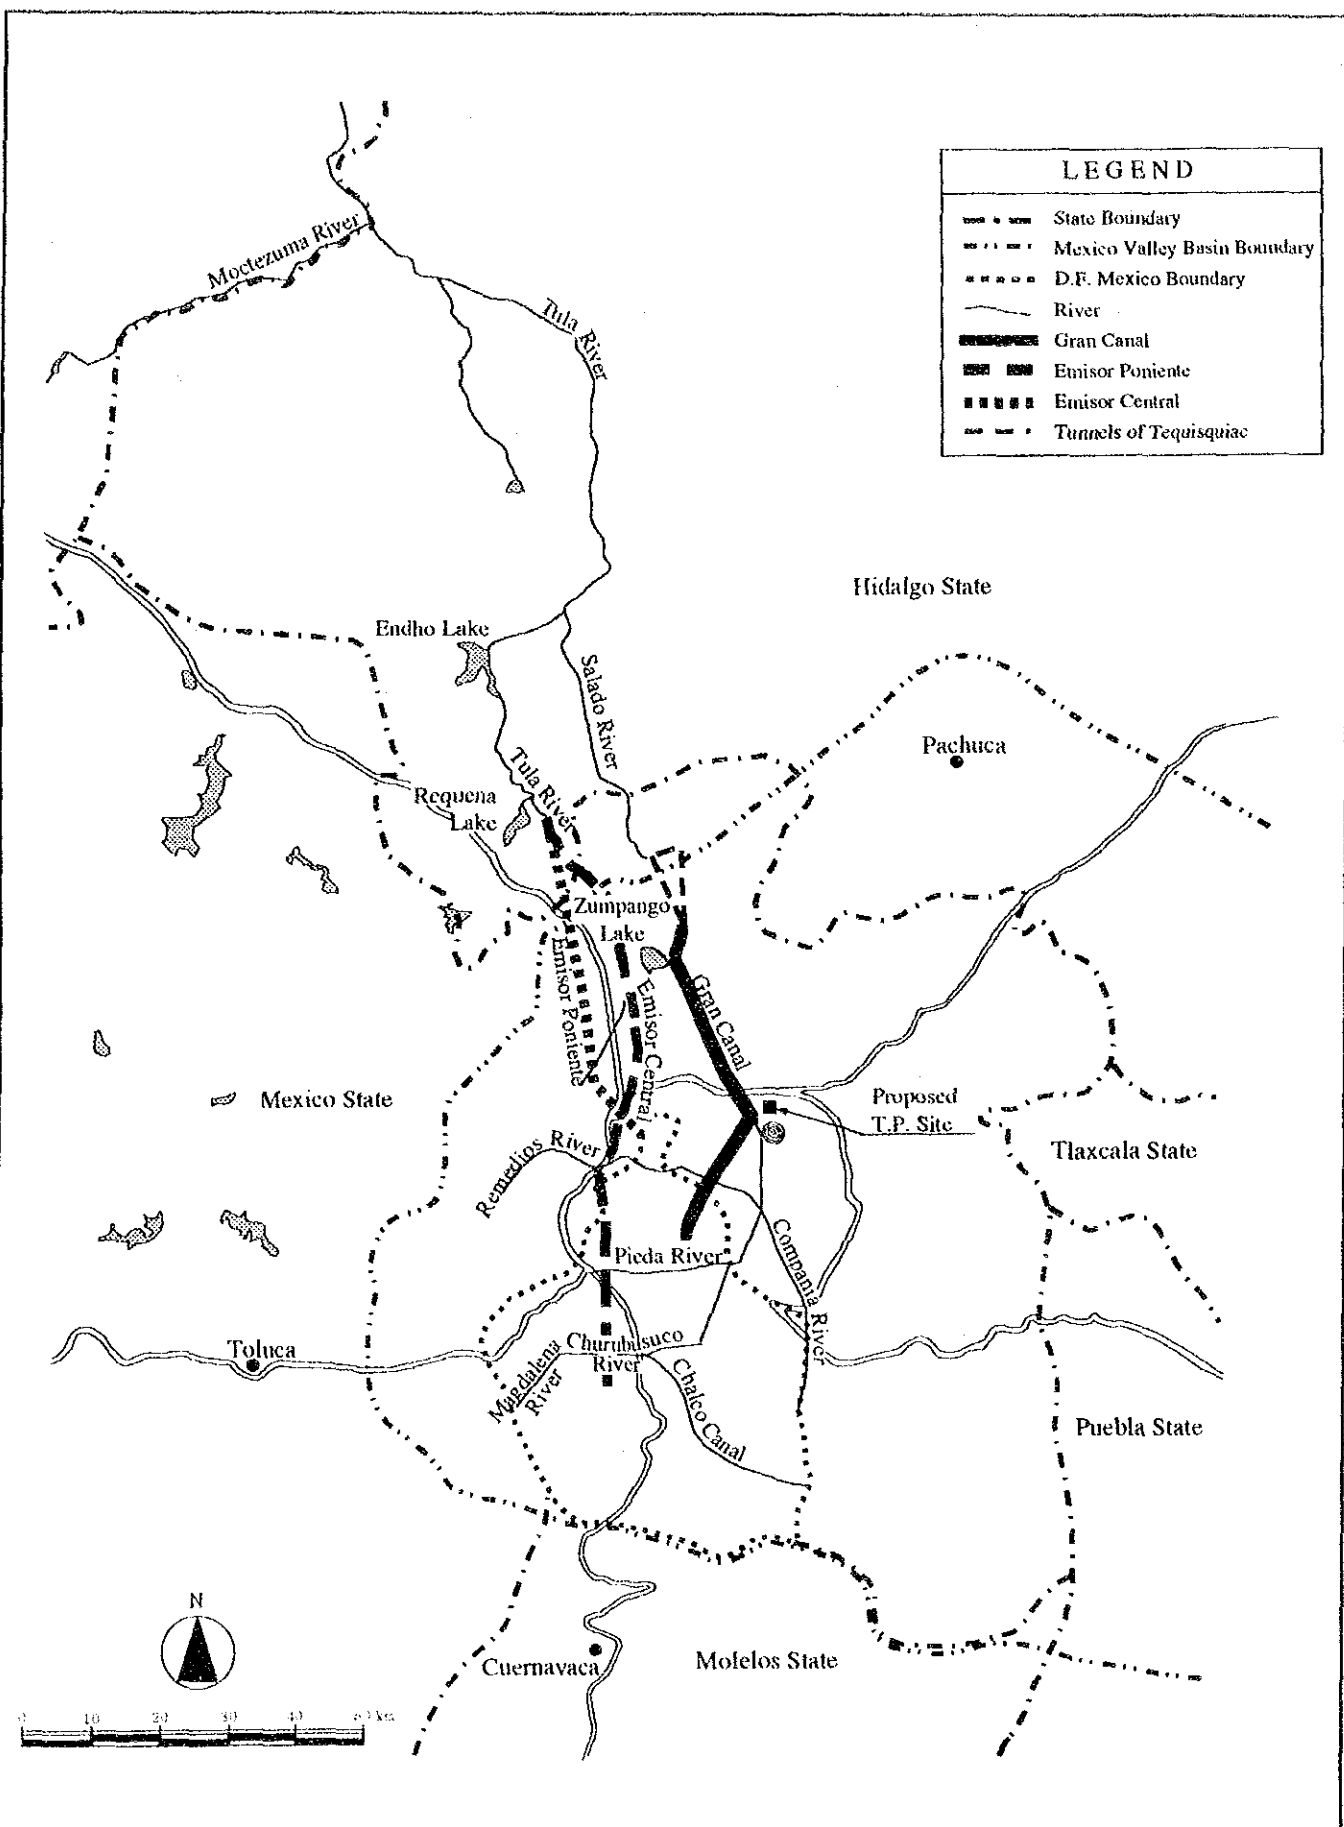 LEGEND
State Boundary
Mexico Valley Basin Boundary
D.F. Mexico Boundary
River
Gran Canal
Emisor Poniente
Emisor Central
Tunnels of Tequisquiac
Moctezuma River
Tula River
Hidalgo State
Endho Lake
Salado River
Pachuca
Tula River
Requena
Lake
Zumpango
Lake
Emisor Poniente
Emisor Central
Gran Canal
Mexico State
Proposed
T.P. Site
Tlaxcala State
Remedios River
Pieda River
Compania River
Toluca
Churubusuco
River
Magdalena
River
Chalco Canal
Puebla State
N
Cuernavaca
Molelos State
0 10 20 30 40 km